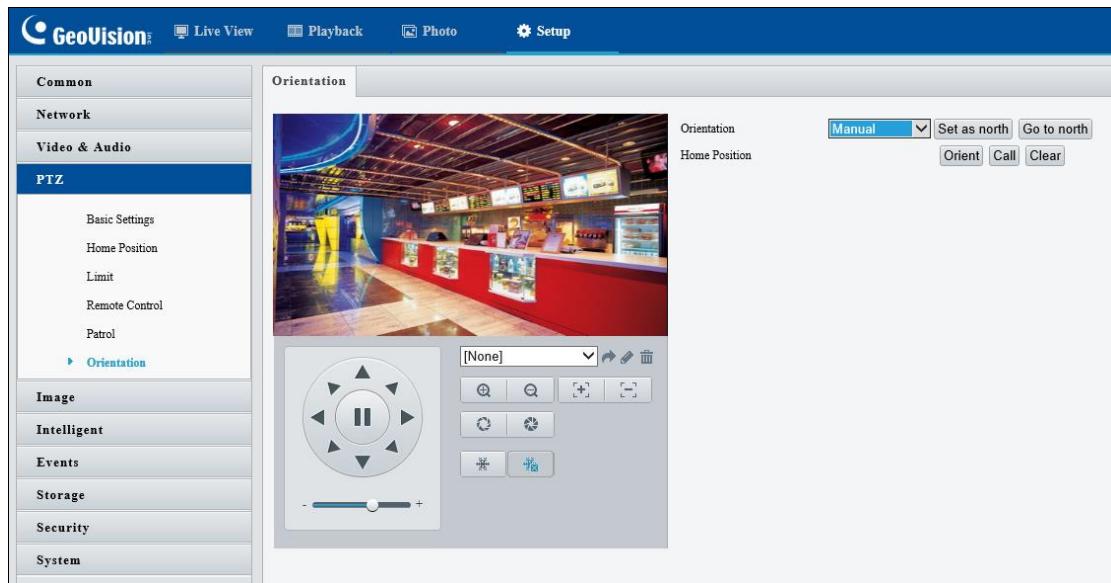 GeoVision
Live View
Playback
Photo
Setup
Common
Network
Video & Audio
PTZ
Basic Settings
Home Position
Limit
Remote Control
Patrol
Orientation
Image
Intelligent
Events
Storage
Security
System
Orientation
[None]
- +
Orientation Manual Set as north Go to north
Home Position Orient Call Clear